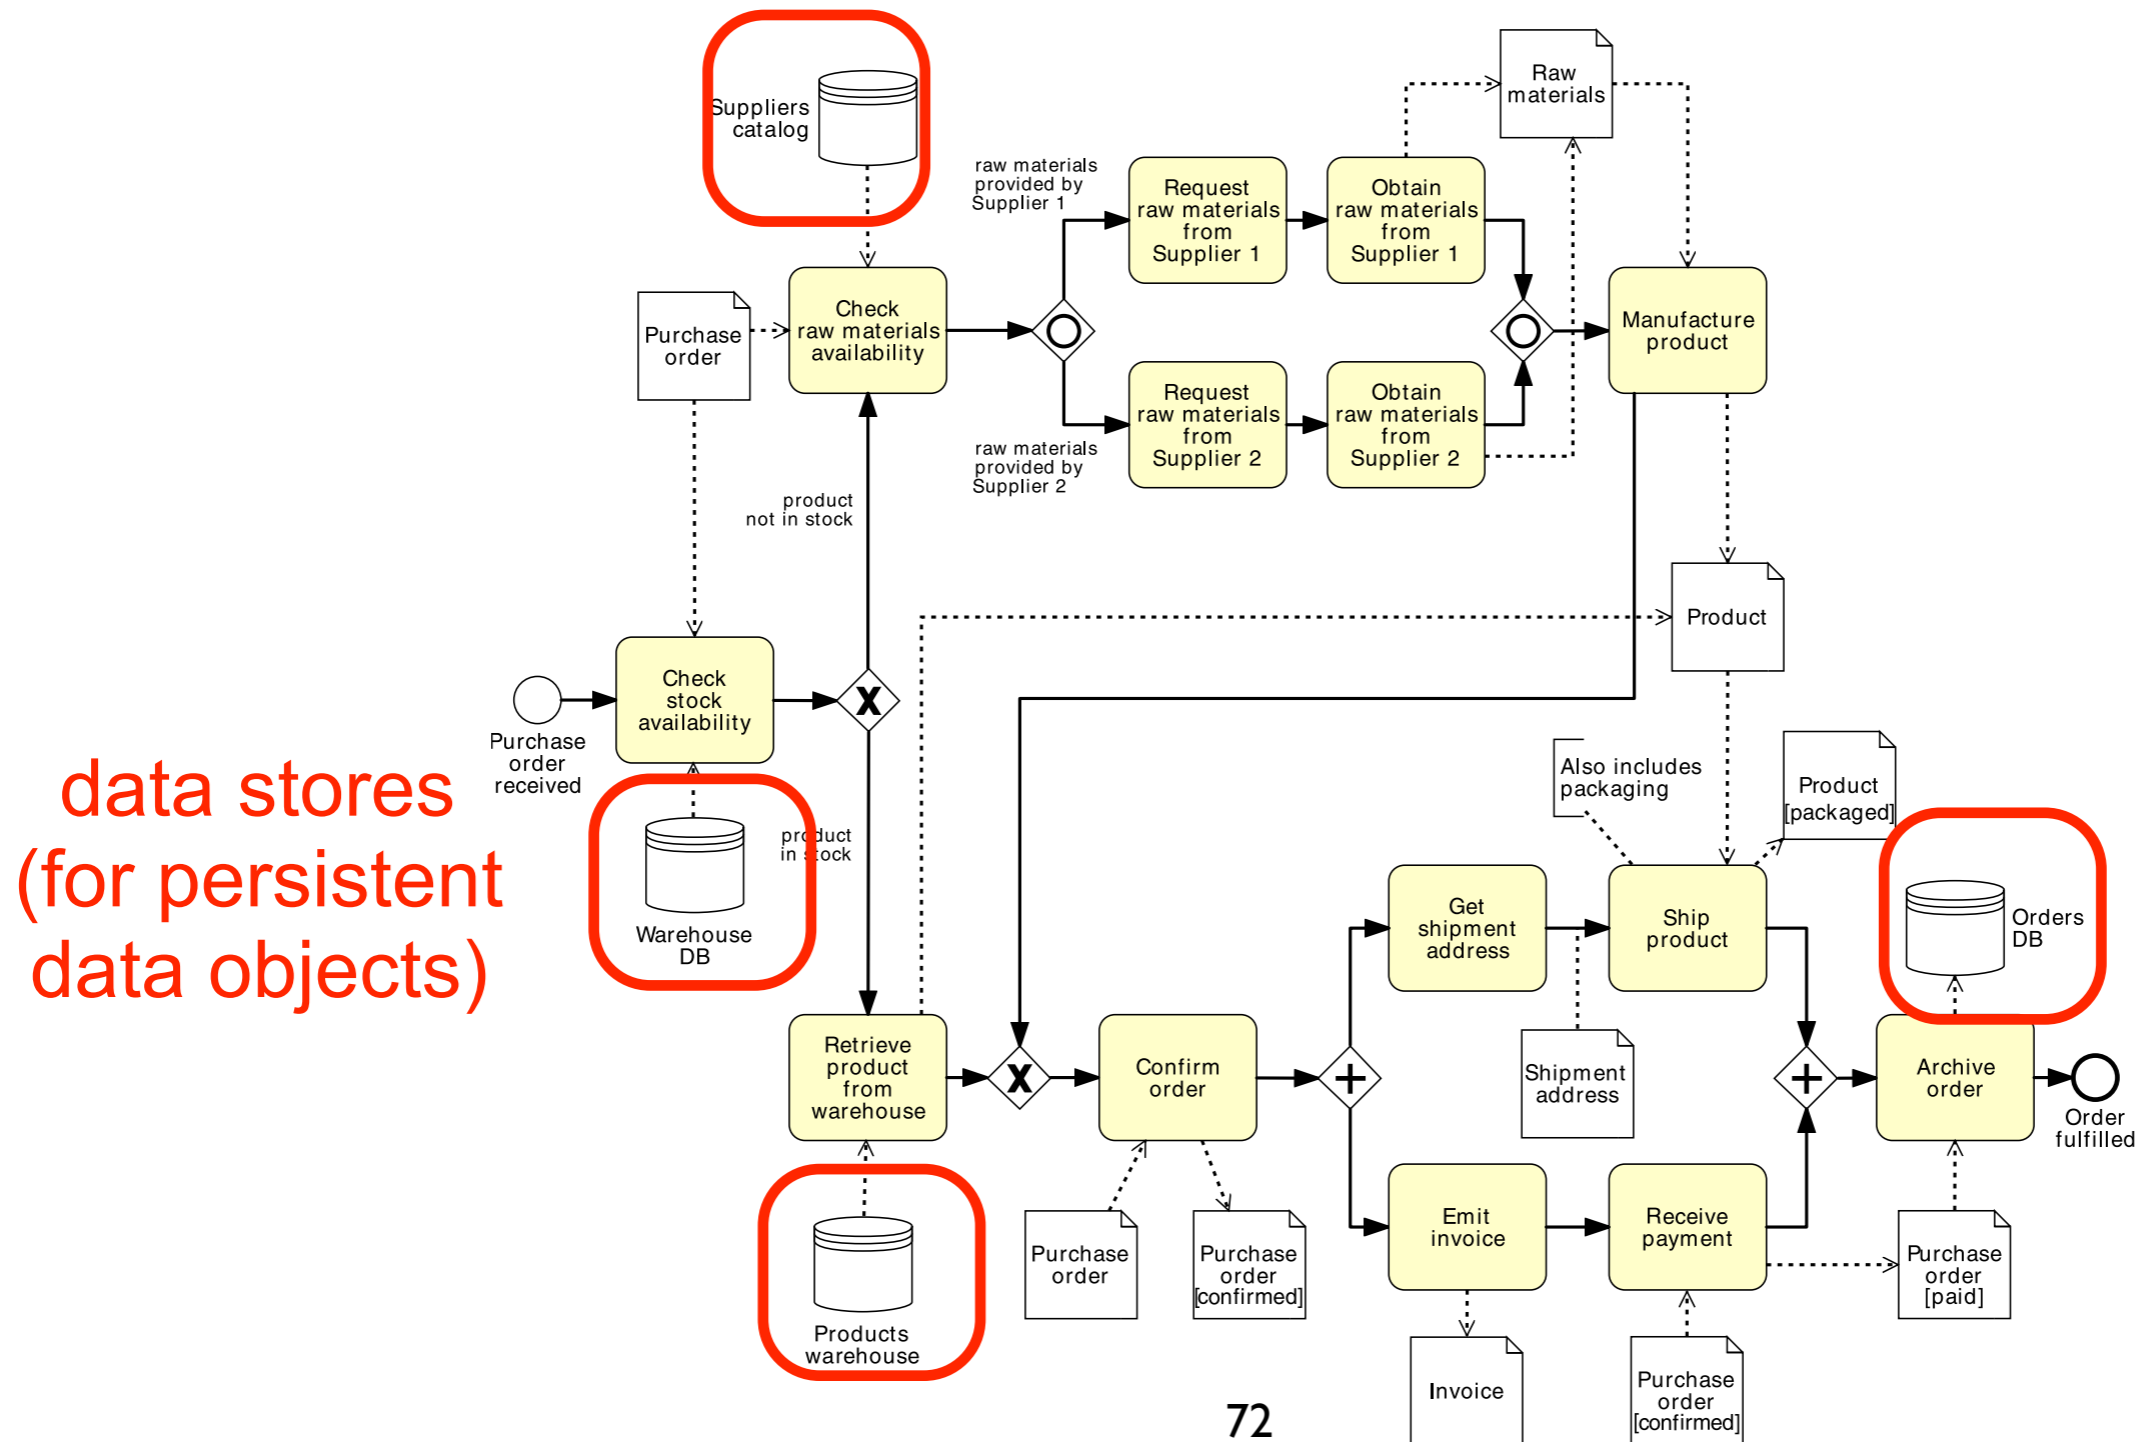 Suppliers
catalog
Raw
materials
raw materials
provided by
Supplier 1
Request
raw materials
from
Supplier 1
Obtain
raw materials
from
Supplier 1
Purchase
order
Check
raw materials
availability
Manufacture
product
raw materials
provided by
Supplier 2
Request
raw materials
from
Supplier 2
Obtain
raw materials
from
Supplier 2
product
not in stock
Product
Check
stock
availability
X
Purchase
order
received
data stores
(for persistent
data objects)
product
in stock
Warehouse
DB
Also includes
packaging
Product
[packaged]
Get
shipment
address
Ship
product
Orders
DB
Retrieve
product
from
warehouse
X
Confirm
order
Shipment
address
Archive
order
Order
fulfilled
Products
warehouse
Purchase
order
Purchase
order
[confirmed]
Emit
invoice
Receive
payment
Purchase
order
[paid]
Invoice
Purchase
order
[confirmed]
72